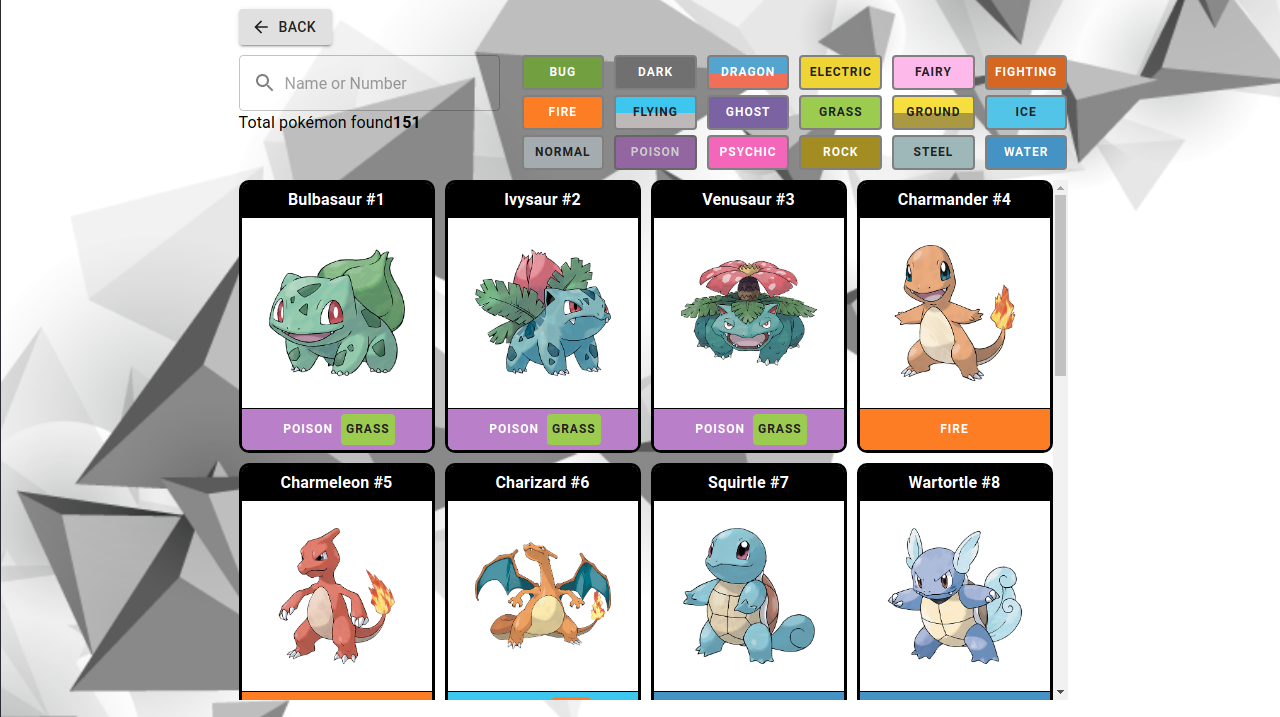 BACK
Name or Number
Total pokémon found151
BUG DARK DRAGON ELECTRIC FAIRY FIGHTING
FIRE FLYING GHOST GRASS GROUND ICE
NORMAL POISON PSYCHIC ROCK STEEL WATER
Bulbasaur #1 Ivysaur #2 Venusaur #3 Charmander #4
POISON GRASS POISON GRASS POISON GRASS FIRE
Charmeleon #5 Charizard #6 Squirtle #7 Wartortle #8